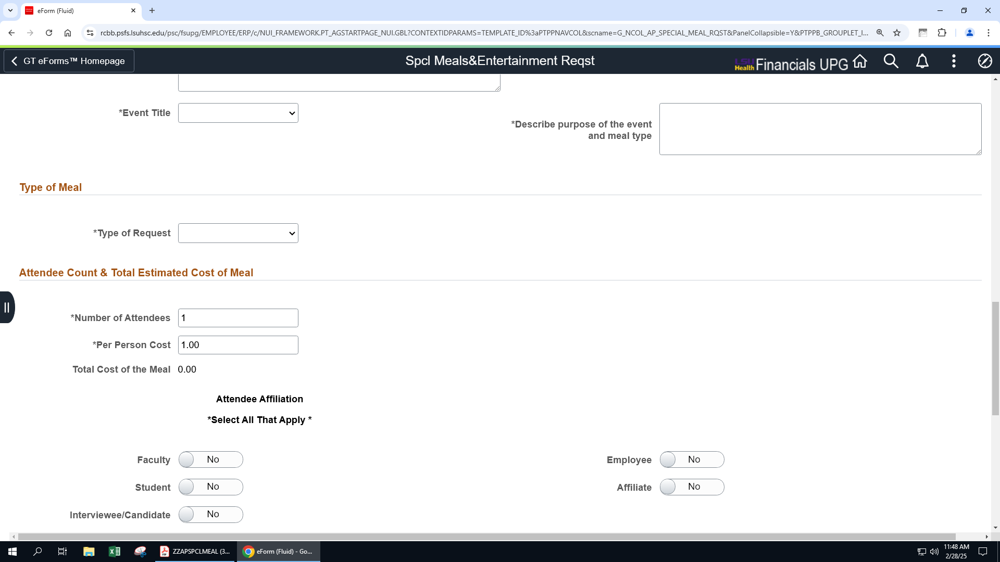 eForm (Fluid)
rcbb.psfs.lsuhsc.edu/psc/fsupg/EMPLOYEE/ERP/c/NUI_FRAMEWORK.PT_AGSTARTPAGE_NUI.GBL?CONTEXTIDPARAMS=TEMPLATE_ID%3aPTPPNAVCOL&scname=G_NCOL_AP_SPECIAL_MEAL_RQST&PanelCollapsible=Y&PTPPB_GROUPLET_I...
GT eForms™ Homepage
Spcl Meals&Entertainment Reqst
LSU Health Financials UPG
*Event Title
*Describe purpose of the event
and meal type
Type of Meal
*Type of Request
Attendee Count & Total Estimated Cost of Meal
*Number of Attendees 1
*Per Person Cost 1.00
Total Cost of the Meal 0.00
Attendee Affiliation
*Select All That Apply *
Faculty No
Employee No
Student No
Affiliate No
Interviewee/Candidate No
ZZAPSPCLMEAL (3...
eForm (Fluid) - Go...
11:48 AM
2/28/25